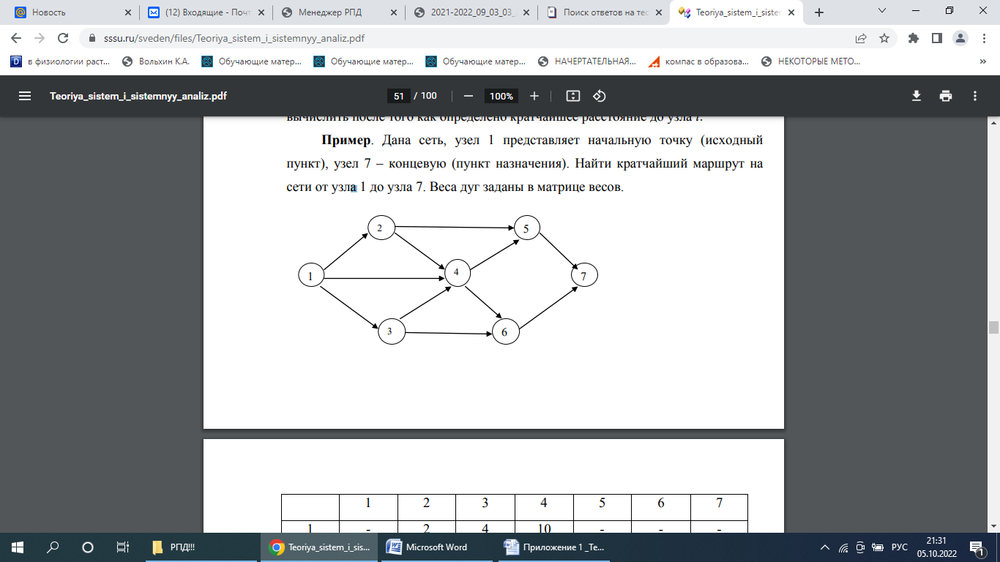 Новость
(12) Входящие - Почт
Менеджер РПД
2021-2022_09_03_03_
Поиск ответов на тес
Teoriya_sistem_i_sister
sssu.ru/sveden/files/Teoriya_sistem_i_sistemnyy_analiz.pdf
в физиологии раст...
Вольхин К.А.
Обучающие матер...
Обучающие матер...
Обучающие матер...
НАЧЕРТАТЕЛЬНАЯ...
компас в образова...
НЕКОТОРЫЕ МЕТО...
»
Teoriya_sistem_i_sistemnyy_analiz.pdf
51 / 100
100%
вычислить после того как определено кратчайшее расстояние до узла i.
Пример. Дана сеть, узел 1 представляет начальную точку (исходный
пункт), узел 7 – концевую (пункт назначения). Найти кратчайший маршрут на
сети от узла 1 до узла 7. Веса дуг заданы в матрице весов.
2
5
1
4
7
3
6
1 2 3 4 5 6 7
1 - 2 4 10 - - -
РПД!!!
Teoriya_sistem_i_sis...
Microsoft Word
Приложение 1 _Те...
РУС
21:31
05.10.2022
1